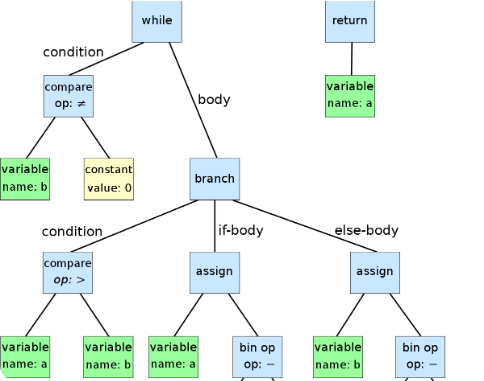 while
return
condition
compare
op: ≠
variable
name: a
body
variable
name: b
constant
value: 0
branch
condition
if-body
else-body
compare
op: >
assign
assign
variable
name: a
variable
name: b
variable
name: a
bin op
op: −
variable
name: b
bin op
op: −